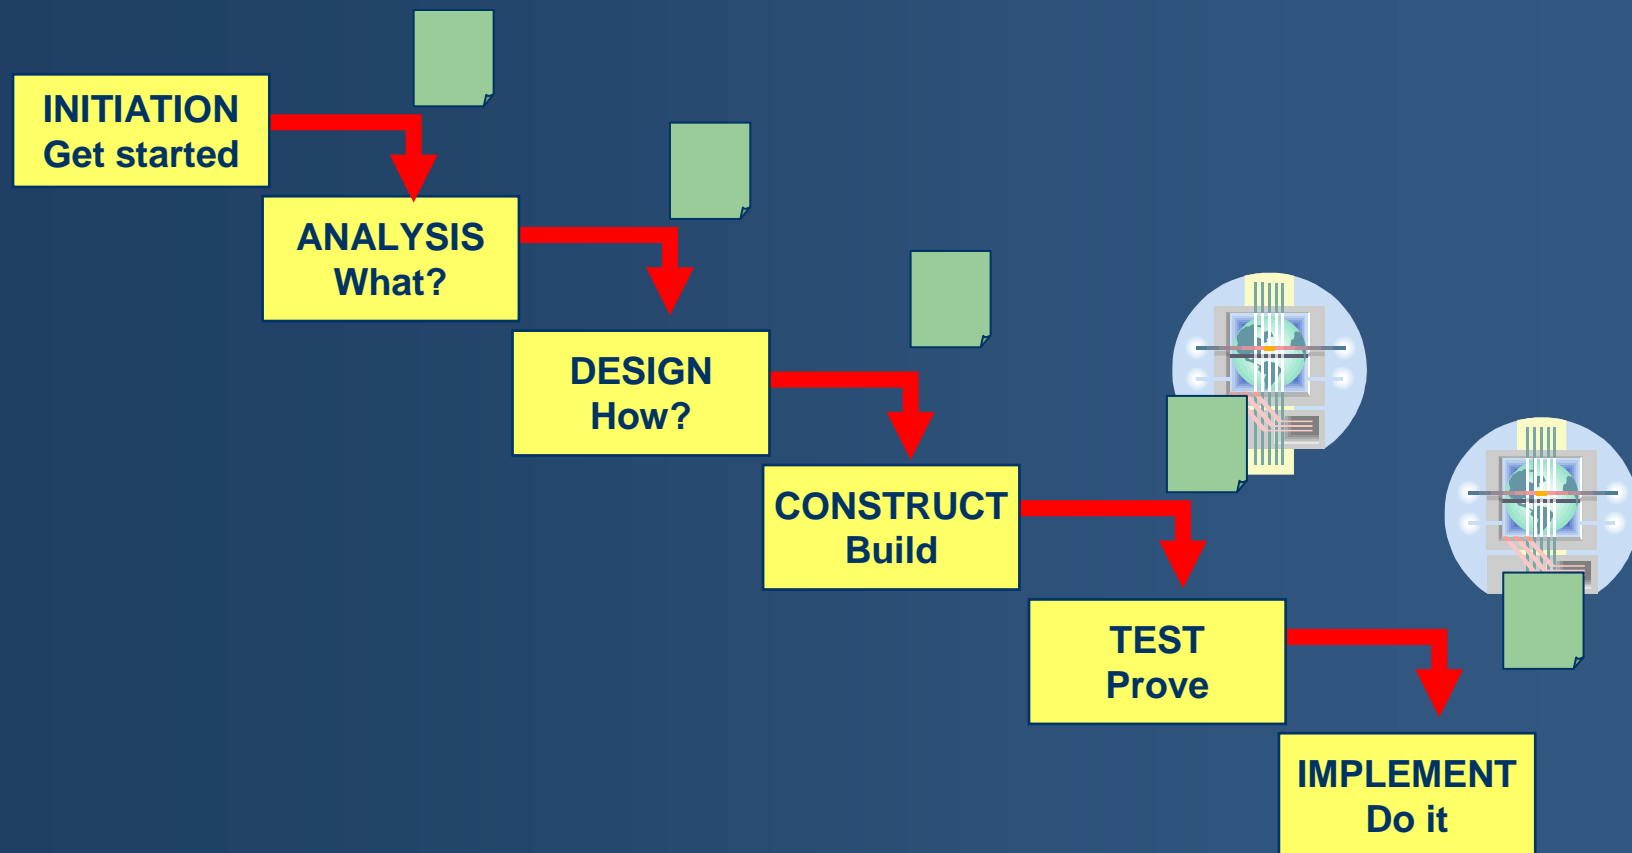 INITIATION
Get started
ANALYSIS
What?
DESIGN
How?
CONSTRUCT
Build
TEST
Prove
IMPLEMENT
Do it